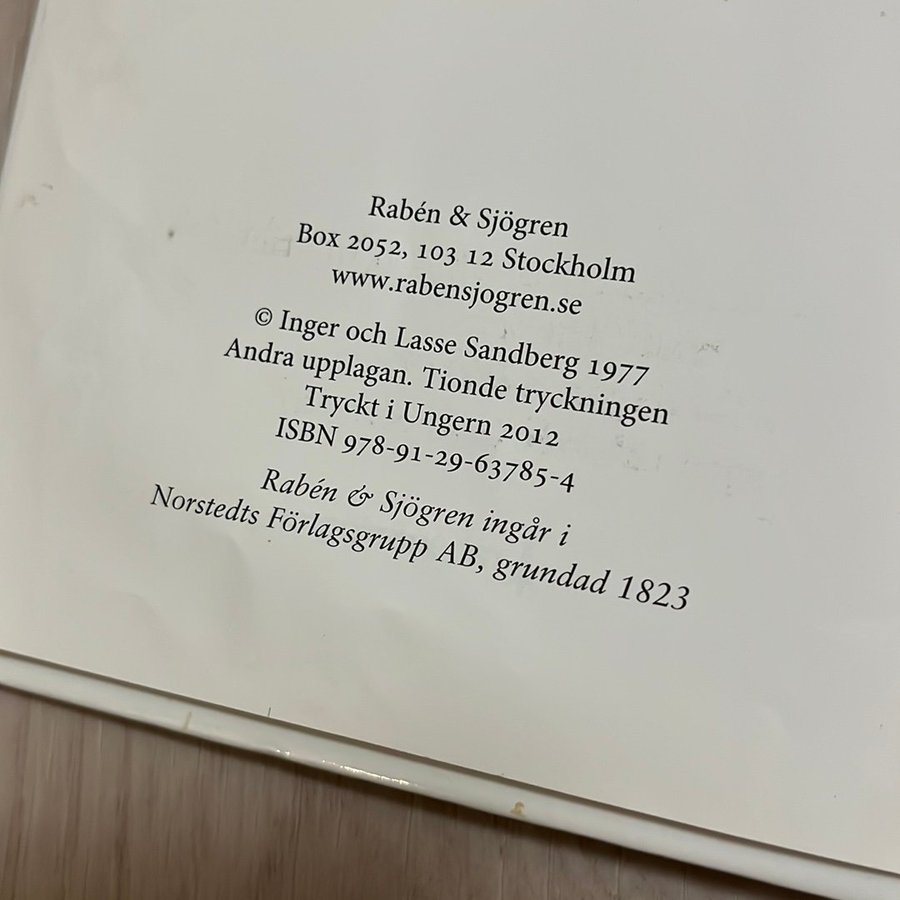 Rabén & Sjögren
Box 2052, 103 12 Stockholm
www.rabensjogren.se
© Inger och Lasse Sandberg 1977
Andra upplagan. Tionde tryckningen
Tryckt i Ungern 2012
ISBN 978-91-29-63785-4
Rabén & Sjögren ingår i
Norstedts Förlagsgrupp AB, grundad 1823